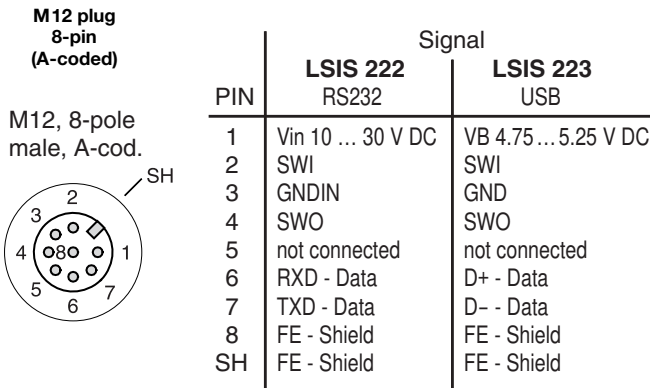 M12 plug
8-pin
(A-coded)
M12, 8-pole
male, A-cod.
SH
2
3
4
8
1
5
6
7
Signal
LSIS 222 LSIS 223
PIN RS232 USB
1 Vin 10 … 30 V DC VB 4.75 … 5.25 V DC
2 SWI SWI
3 GNDIN GND
4 SWO SWO
5 not connected not connected
6 RXD - Data D+ - Data
7 TXD - Data D− - Data
8 FE - Shield FE - Shield
SH FE - Shield FE - Shield